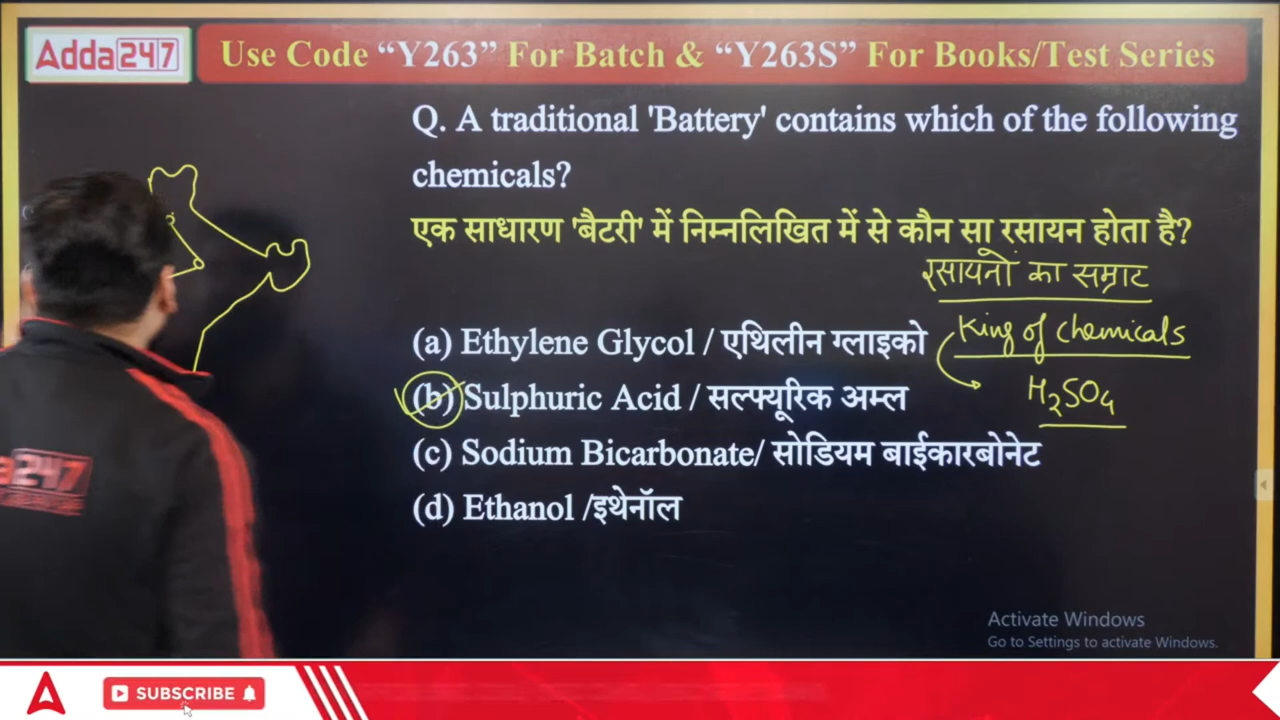 Adda247
Use Code “Y263” For Batch & “Y263S” For Books/Test Series
Q. A traditional 'Battery' contains which of the following
chemicals?
एक साधारण 'बैटरी' में निम्नलिखित में से कौन सा रसायन होता है?
रसायनों का सम्राट
King of chemicals
H₂SO₄
(a) Ethylene Glycol / एथिलीन ग्लाइको
(b) Sulphuric Acid / सल्फ्यूरिक अम्ल
(c) Sodium Bicarbonate/ सोडियम बाईकारबोनेट
(d) Ethanol /इथेनॉल
a247
Activate Windows
Go to Settings to activate Windows.
SUBSCRIBE